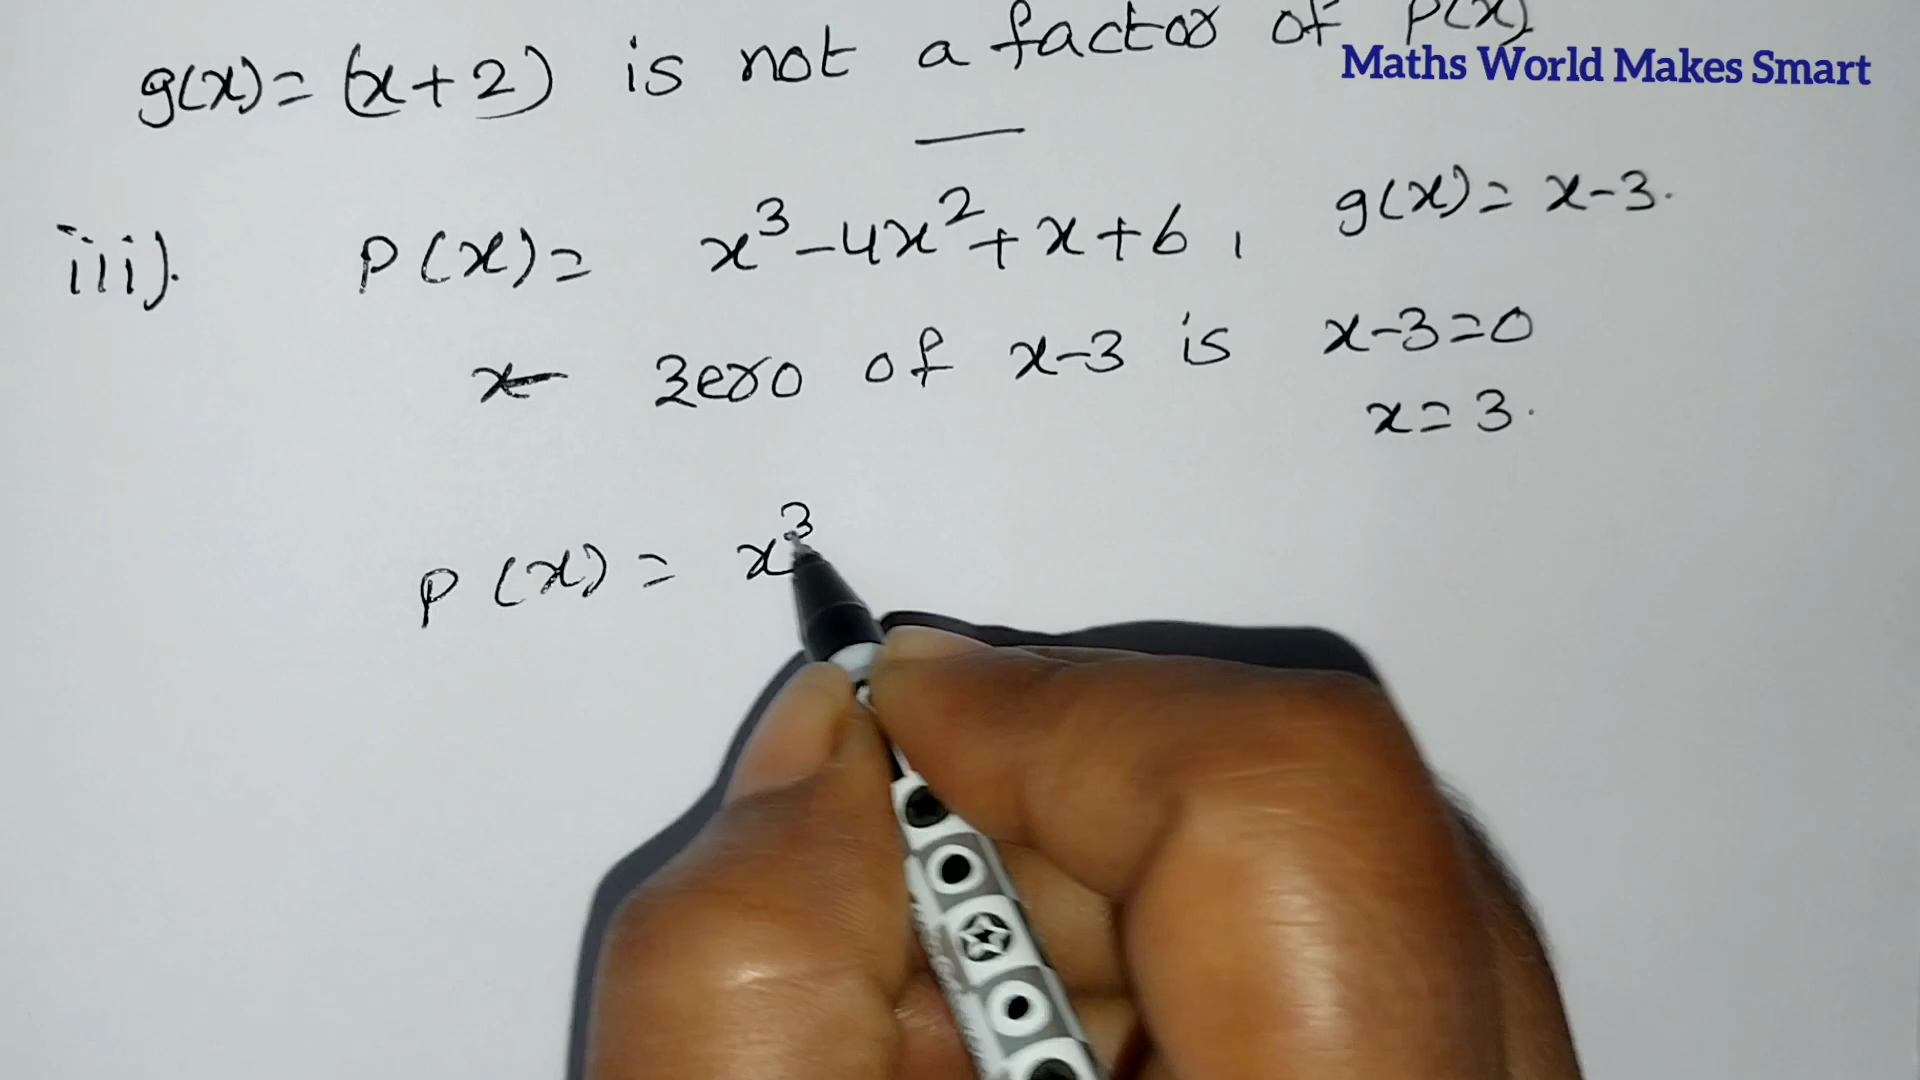 g(x)= (x+2) is not a factor of P(x)
Maths World Makes Smart
iii). P(x)= x³-4x²+x+6, g(x)= x-3.
zero of x-3 is x-3=0
x=3.
P(x)= x³